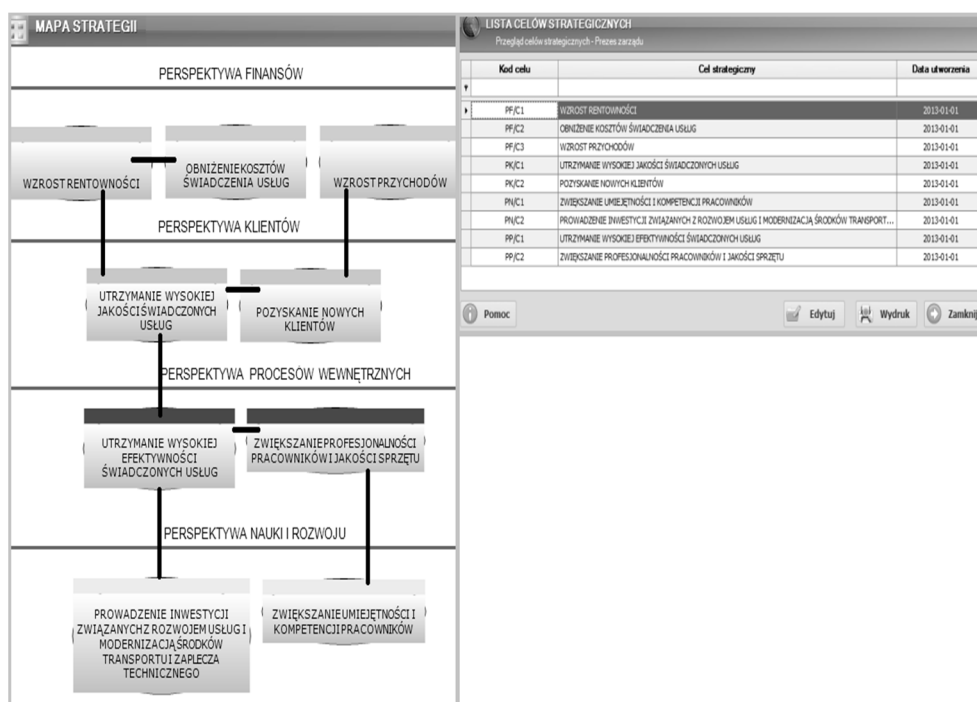 MAPA STRATEGII
PERSPEKTYWA FINANSÓW
WZROST RENTOWNOŚCI
OBNIŻENIE KOSZTÓW
ŚWIADCZENIA USŁUG
WZROST PRZYCHODÓW
PERSPEKTYWA KLIENTÓW
UTRZYMANIE WYSOKIEJ
JAKOŚCI ŚWIADCZONYCH
USŁUG
POZYSKANIE NOWYCH
KLIENTÓW
PERSPEKTYWA PROCESÓW WEWNĘTRZNYCH
UTRZYMANIE WYSOKIEJ
EFEKTYWNOŚCI
ŚWIADCZONYCH USŁUG
ZWIĘKSZANIE PROFESJONALNOŚCI
PRACOWNIKÓW I JAKOŚCI SPRZĘTU
PERSPEKTYWA NAUKI I ROZWOJU
PROWADZENIE INWESTYCJI
ZWIĄZANYCH Z ROZWOJEM USŁUG I
MODERNIZACJĄ ŚRODKÓW
TRANSPORTU I ZAPLECZA
TECHNICZNEGO
ZWIĘKSZANIE UMIEJĘTNOŚCI I
KOMPETENCJI PRACOWNIKÓW
LISTA CELÓW STRATEGICZNYCH
Przegląd celów strategicznych - Prezes zarządu
Kod celu Cel strategiczny Data utworzenia
PF/C1 WZROST RENTOWNOŚCI 2013-01-01
PF/C2 OBNIŻENIE KOSZTÓW ŚWIADCZENIA USŁUG 2013-01-01
PF/C3 WZROST PRZYCHODÓW 2013-01-01
PK/C1 UTRZYMANIE WYSOKIEJ JAKOŚCI ŚWIADCZONYCH USŁUG 2013-01-01
PK/C2 POZYSKANIE NOWYCH KLIENTÓW 2013-01-01
PN/C1 ZWIĘKSZANIE UMIEJĘTNOŚCI I KOMPETENCJI PRACOWNIKÓW 2013-01-01
PN/C2 PROWADZENIE INWESTYCJI ZWIĄZANYCH Z ROZWOJEM USŁUG I MODERNIZACJĄ ŚRODKÓW TRANSPORT... 2013-01-01
PP/C1 UTRZYMANIE WYSOKIEJ EFEKTYWNOŚCI ŚWIADCZONYCH USŁUG 2013-01-01
PP/C2 ZWIĘKSZANIE PROFESJONALNOŚCI PRACOWNIKÓW I JAKOŚCI SPRZĘTU 2013-01-01
Pomoc Edytuj Wydruk Zamknij